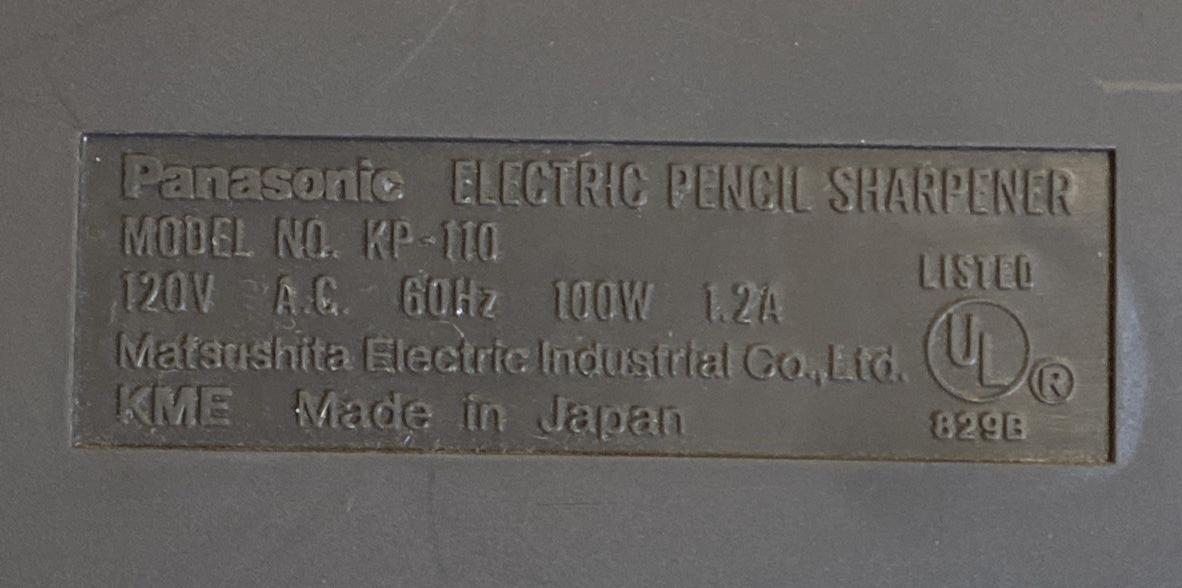 Panasonic ELECTRIC PENCIL SHARPENER
MODEL NO. KP-110
120V A.C. 60Hz 100W 1.2A
Matsushita Electric Industrial Co.,Ltd.
KME Made in Japan
LISTED
UL ®
829B